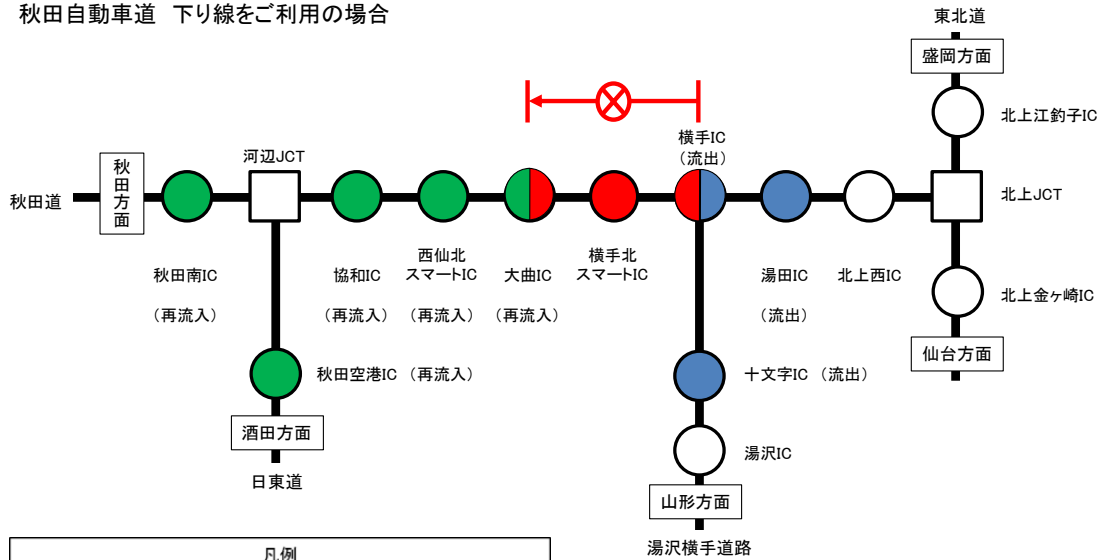 秋田自動車道 下り線をご利用の場合
東北道
盛岡方面
北上江釣子IC
横手IC
(流出)
河辺JCT
秋田方面
秋田道
北上JCT
秋田南IC
(再流入)
協和IC
(再流入)
西仙北
スマートIC
(再流入)
大曲IC
(再流入)
横手北
スマートIC
湯田IC
(流出)
北上西IC
北上金ヶ崎IC
仙台方面
秋田空港IC (再流入)
十文字IC (流出)
酒田方面
日東道
湯沢IC
山形方面
湯沢横手道路
凡例